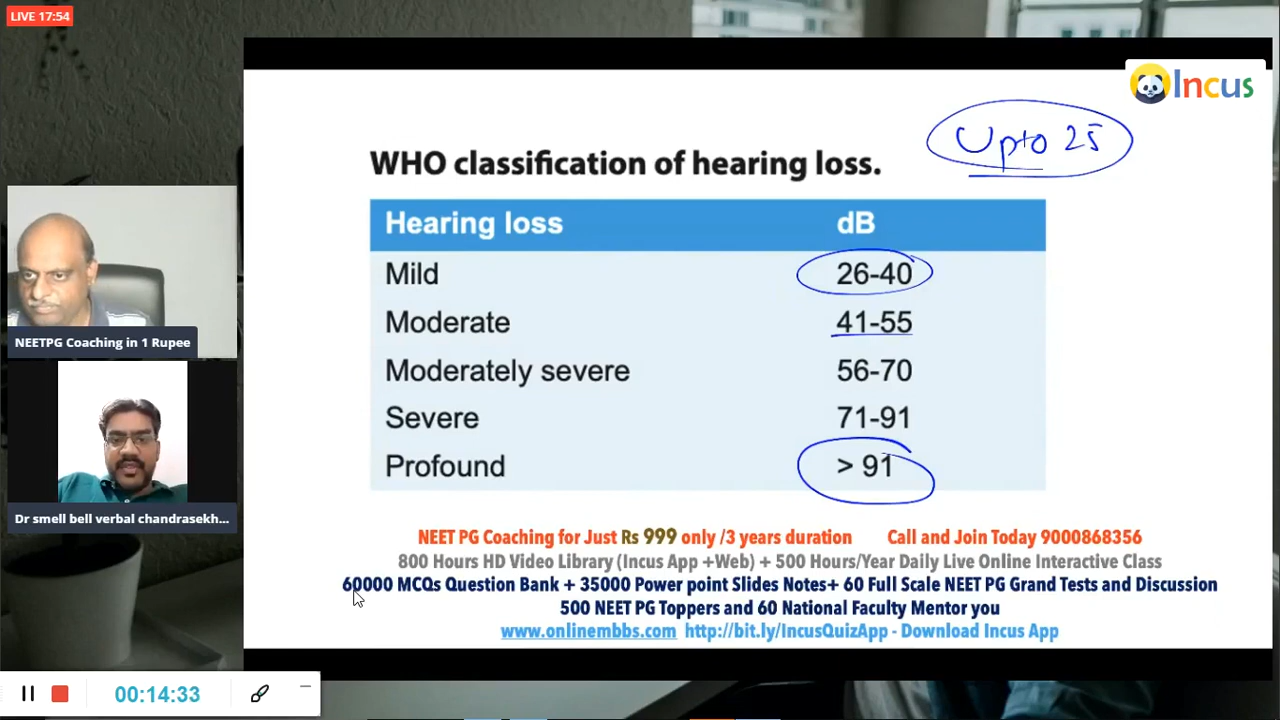 LIVE 17:54
Incus
Upto 25
WHO classification of hearing loss.
Hearing loss dB
Mild 26-40
Moderate 41-55
Moderately severe 56-70
Severe 71-91
Profound > 91
NEETPG Coaching in 1 Rupee
Dr smell bell verbal chandrasekh...
NEET PG Coaching for Just Rs 999 only /3 years duration Call and Join Today 9000868356
800 Hours HD Video Library (Incus App +Web) + 500 Hours/Year Daily Live Online Interactive Class
60000 MCQs Question Bank + 35000 Power point Slides Notes+ 60 Full Scale NEET PG Grand Tests and Discussion
500 NEET PG Toppers and 60 National Faculty Mentor you
www.onlinembbs.com http://bit.ly/IncusQuizApp - Download Incus App
00:14:33